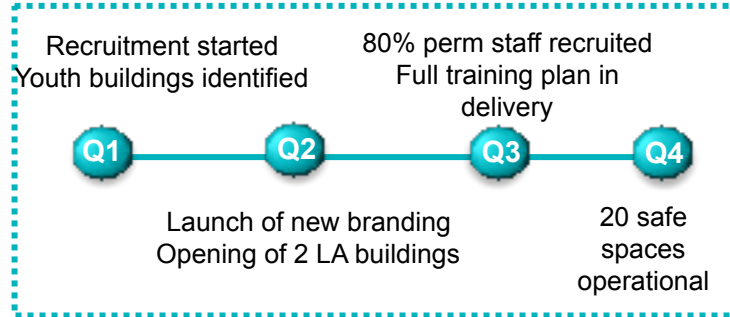 Recruitment started
Youth buildings identified
80% perm staff recruited
Full training plan in
delivery
Q1
Q2
Q3
Q4
Launch of new branding
Opening of 2 LA buildings
20 safe
spaces
operational